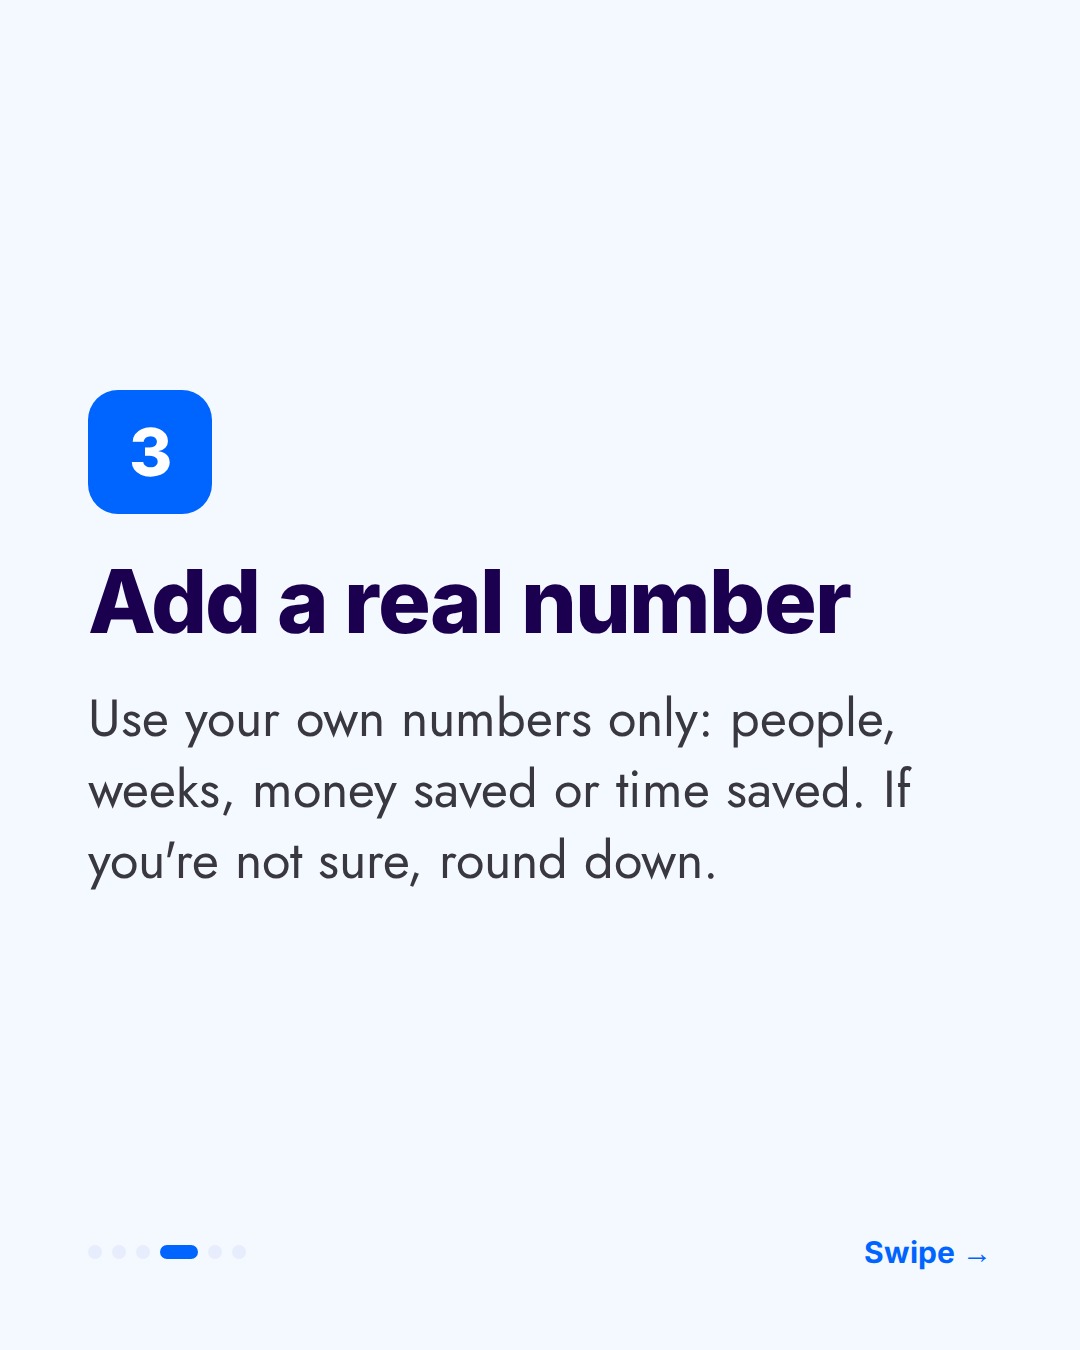 3
Add a real number
Use your own numbers only: people,
weeks, money saved or time saved. If
you're not sure, round down.
Swipe →